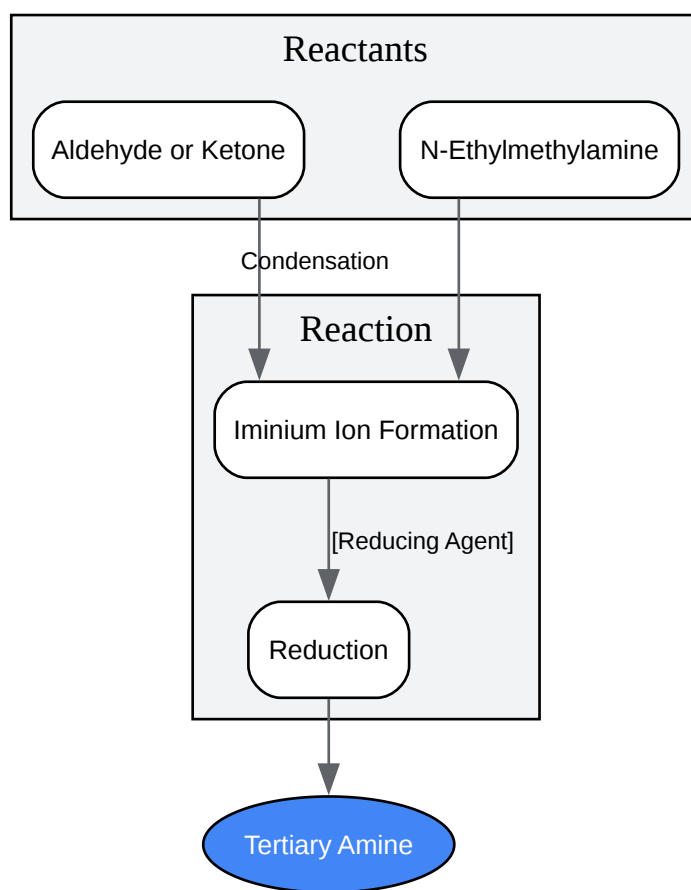 Reactants
Aldehyde or Ketone
N-Ethylmethylamine
Condensation
Reaction
Iminium Ion Formation
[Reducing Agent]
Reduction
Tertiary Amine